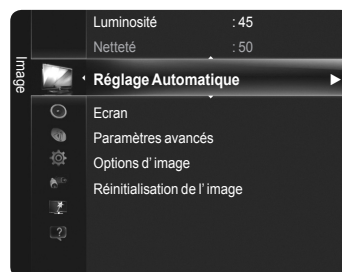 Image
Luminosité : 45
Netteté : 50
Réglage Automatique
Ecran
Paramètres avancés
Options d’ image
Réinitialisation de l’ image